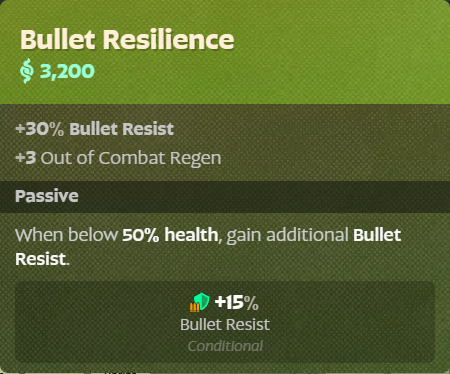 Bullet Resilience
3,200
+30% Bullet Resist
+3 Out of Combat Regen
Passive
When below 50% health, gain additional Bullet
Resist.
+15%
Bullet Resist
Conditional